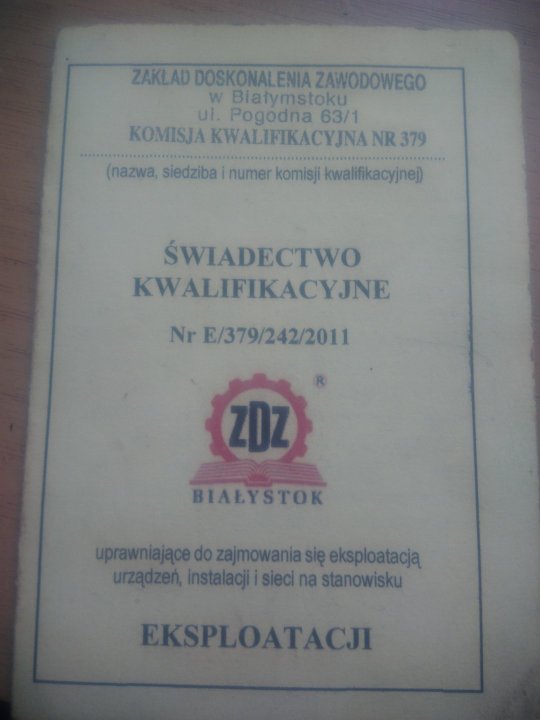 ZAKŁAD DOSKONALENIA ZAWODOWEGO
w Białymstoku
ul. Pogodna 63/1
KOMISJA KWALIFIKACYJNA NR 379
(nazwa, siedziba i numer komisji kwalifikacyjnej)
ŚWIADECTWO
KWALIFIKACYJNE
Nr E/379/242/2011
®
ZDZ
BIAŁYSTOK
uprawniające do zajmowania się eksploatacją
urządzeń, instalacji i sieci na stanowisku
EKSPLOATACJI